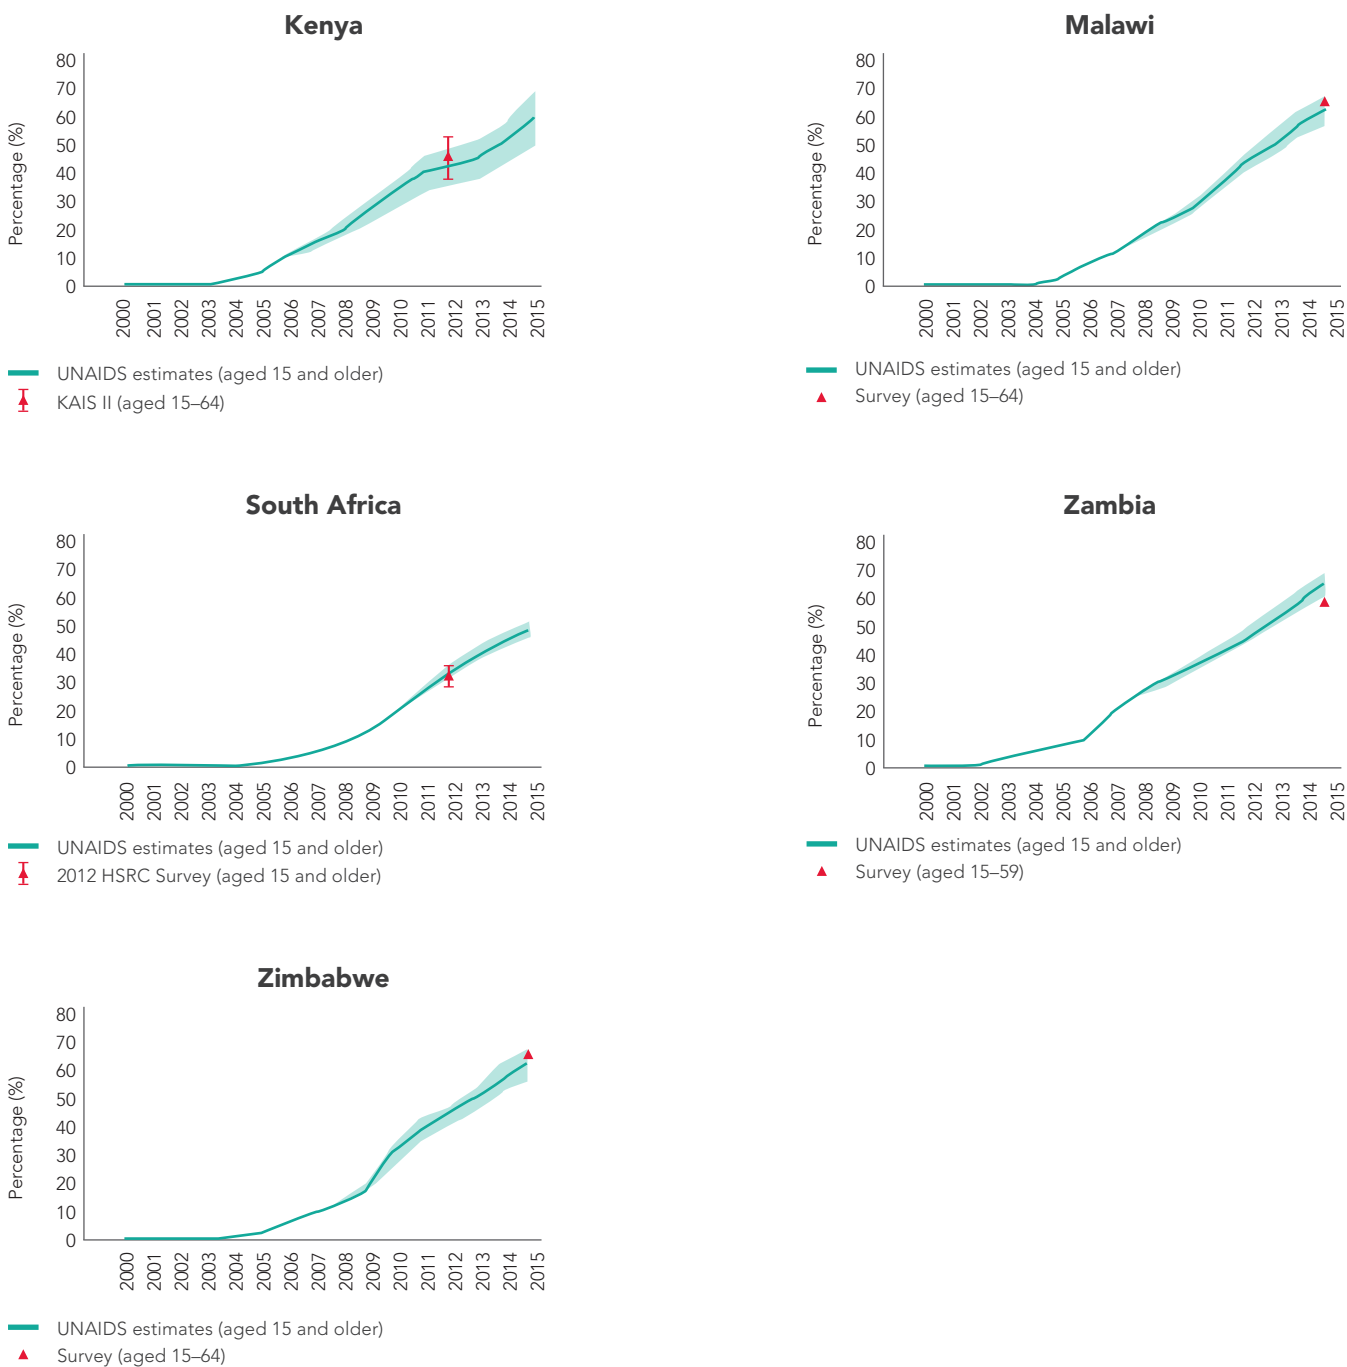 Kenya
80
70
60
50
40
30
20
10
0
Percentage (%)
2000 2001 2002 2003 2004 2005 2006 2007 2008 2009 2010 2011 2012 2013 2014 2015
UNAIDS estimates (aged 15 and older)
KAIS II (aged 15–64)
Malawi
80
70
60
50
40
30
20
10
0
Percentage (%)
2000 2001 2002 2003 2004 2005 2006 2007 2008 2009 2010 2011 2012 2013 2014 2015
UNAIDS estimates (aged 15 and older)
Survey (aged 15–64)
South Africa
80
70
60
50
40
30
20
10
0
Percentage (%)
2000 2001 2002 2003 2004 2005 2006 2007 2008 2009 2010 2011 2012 2013 2014 2015
UNAIDS estimates (aged 15 and older)
2012 HSRC Survey (aged 15 and older)
Zambia
80
70
60
50
40
30
20
10
0
Percentage (%)
2000 2001 2002 2003 2004 2005 2006 2007 2008 2009 2010 2011 2012 2013 2014 2015
UNAIDS estimates (aged 15 and older)
Survey (aged 15–59)
Zimbabwe
80
70
60
50
40
30
20
10
0
Percentage (%)
2000 2001 2002 2003 2004 2005 2006 2007 2008 2009 2010 2011 2012 2013 2014 2015
UNAIDS estimates (aged 15 and older)
Survey (aged 15–64)